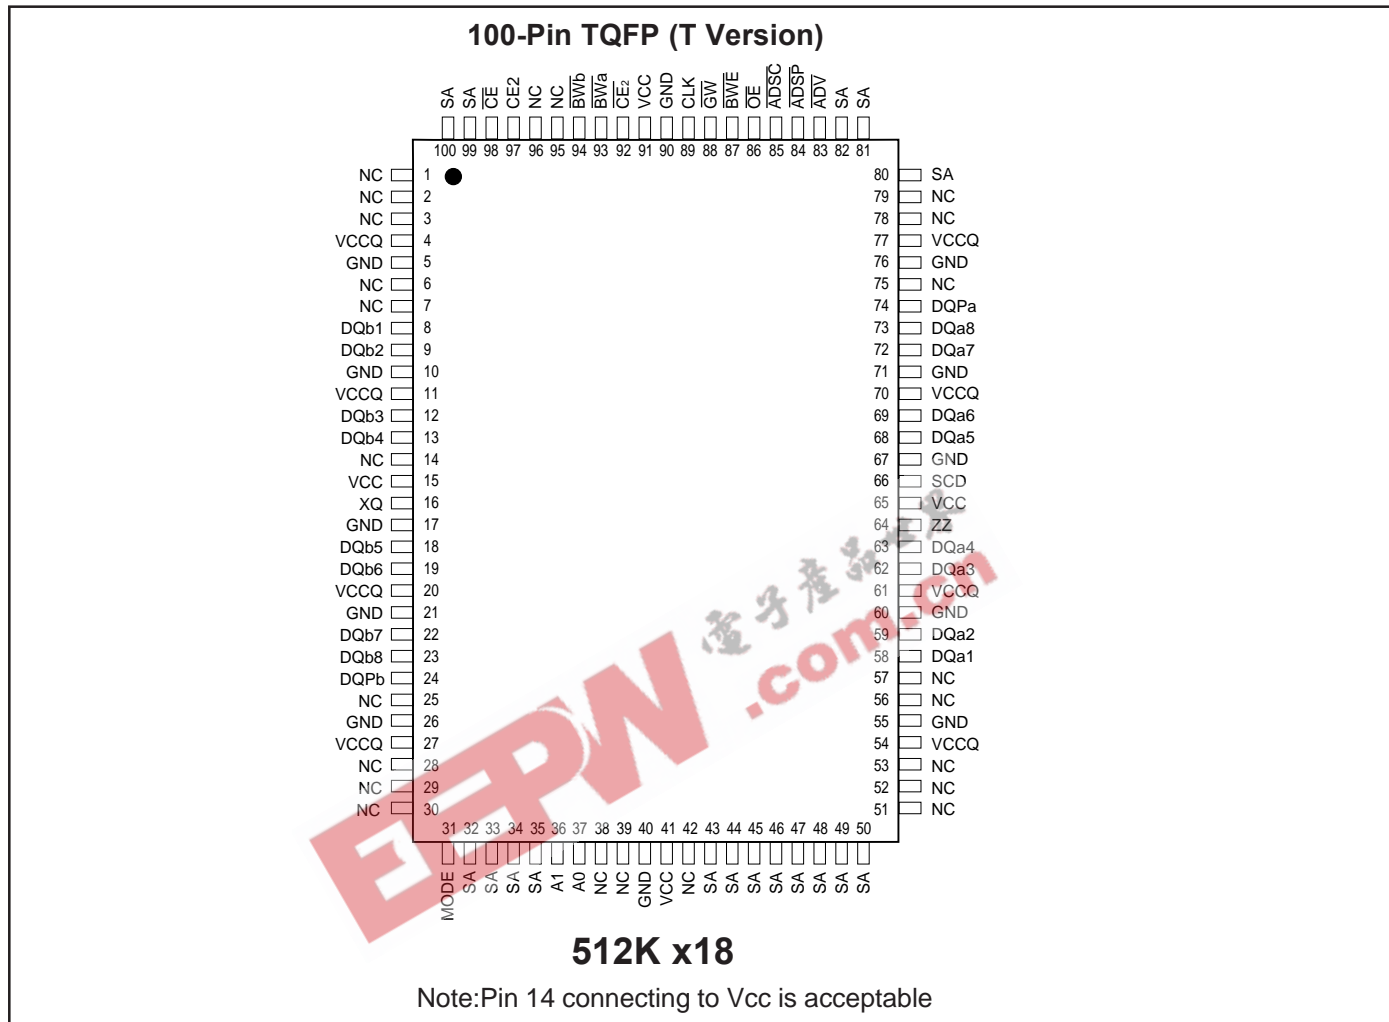 100-Pin TQFP (T Version)
SA SA CE CE2 NC NC BWb BWa CE2 VCC GND CLK GW BWE OE ADSC ADSP ADV SA SA
100 99 98 97 96 95 94 93 92 91 90 89 88 87 86 85 84 83 82 81
NC 1 80 SA
NC 2 79 NC
NC 3 78 NC
VCCQ 4 77 VCCQ
GND 5 76 GND
NC 6 75 NC
NC 7 74 DQPa
DQb1 8 73 DQa8
DQb2 9 72 DQa7
GND 10 71 GND
VCCQ 11 70 VCCQ
DQb3 12 69 DQa6
DQb4 13 68 DQa5
NC 14 67 GND
VCC 15 66 SCD
XQ 16 65 VCC
GND 17 64 ZZ
DQb5 18 63 DQa4
DQb6 19 62 DQa3
VCCQ 20 61 VCCQ
GND 21 60 GND
DQb7 22 59 DQa2
DQb8 23 58 DQa1
DQPb 24 57 NC
NC 25 56 NC
GND 26 55 GND
VCCQ 27 54 VCCQ
NC 28 53 NC
NC 29 52 NC
NC 30 51 NC
31 32 33 34 35 36 37 38 39 40 41 42 43 44 45 46 47 48 49 50
MODE SA SA SA SA A1 A0 NC NC GND VCC NC SA SA SA SA SA SA SA SA
EEPW
電子產品世界
.com.cn
512K x18
Note:Pin 14 connecting to Vcc is acceptable